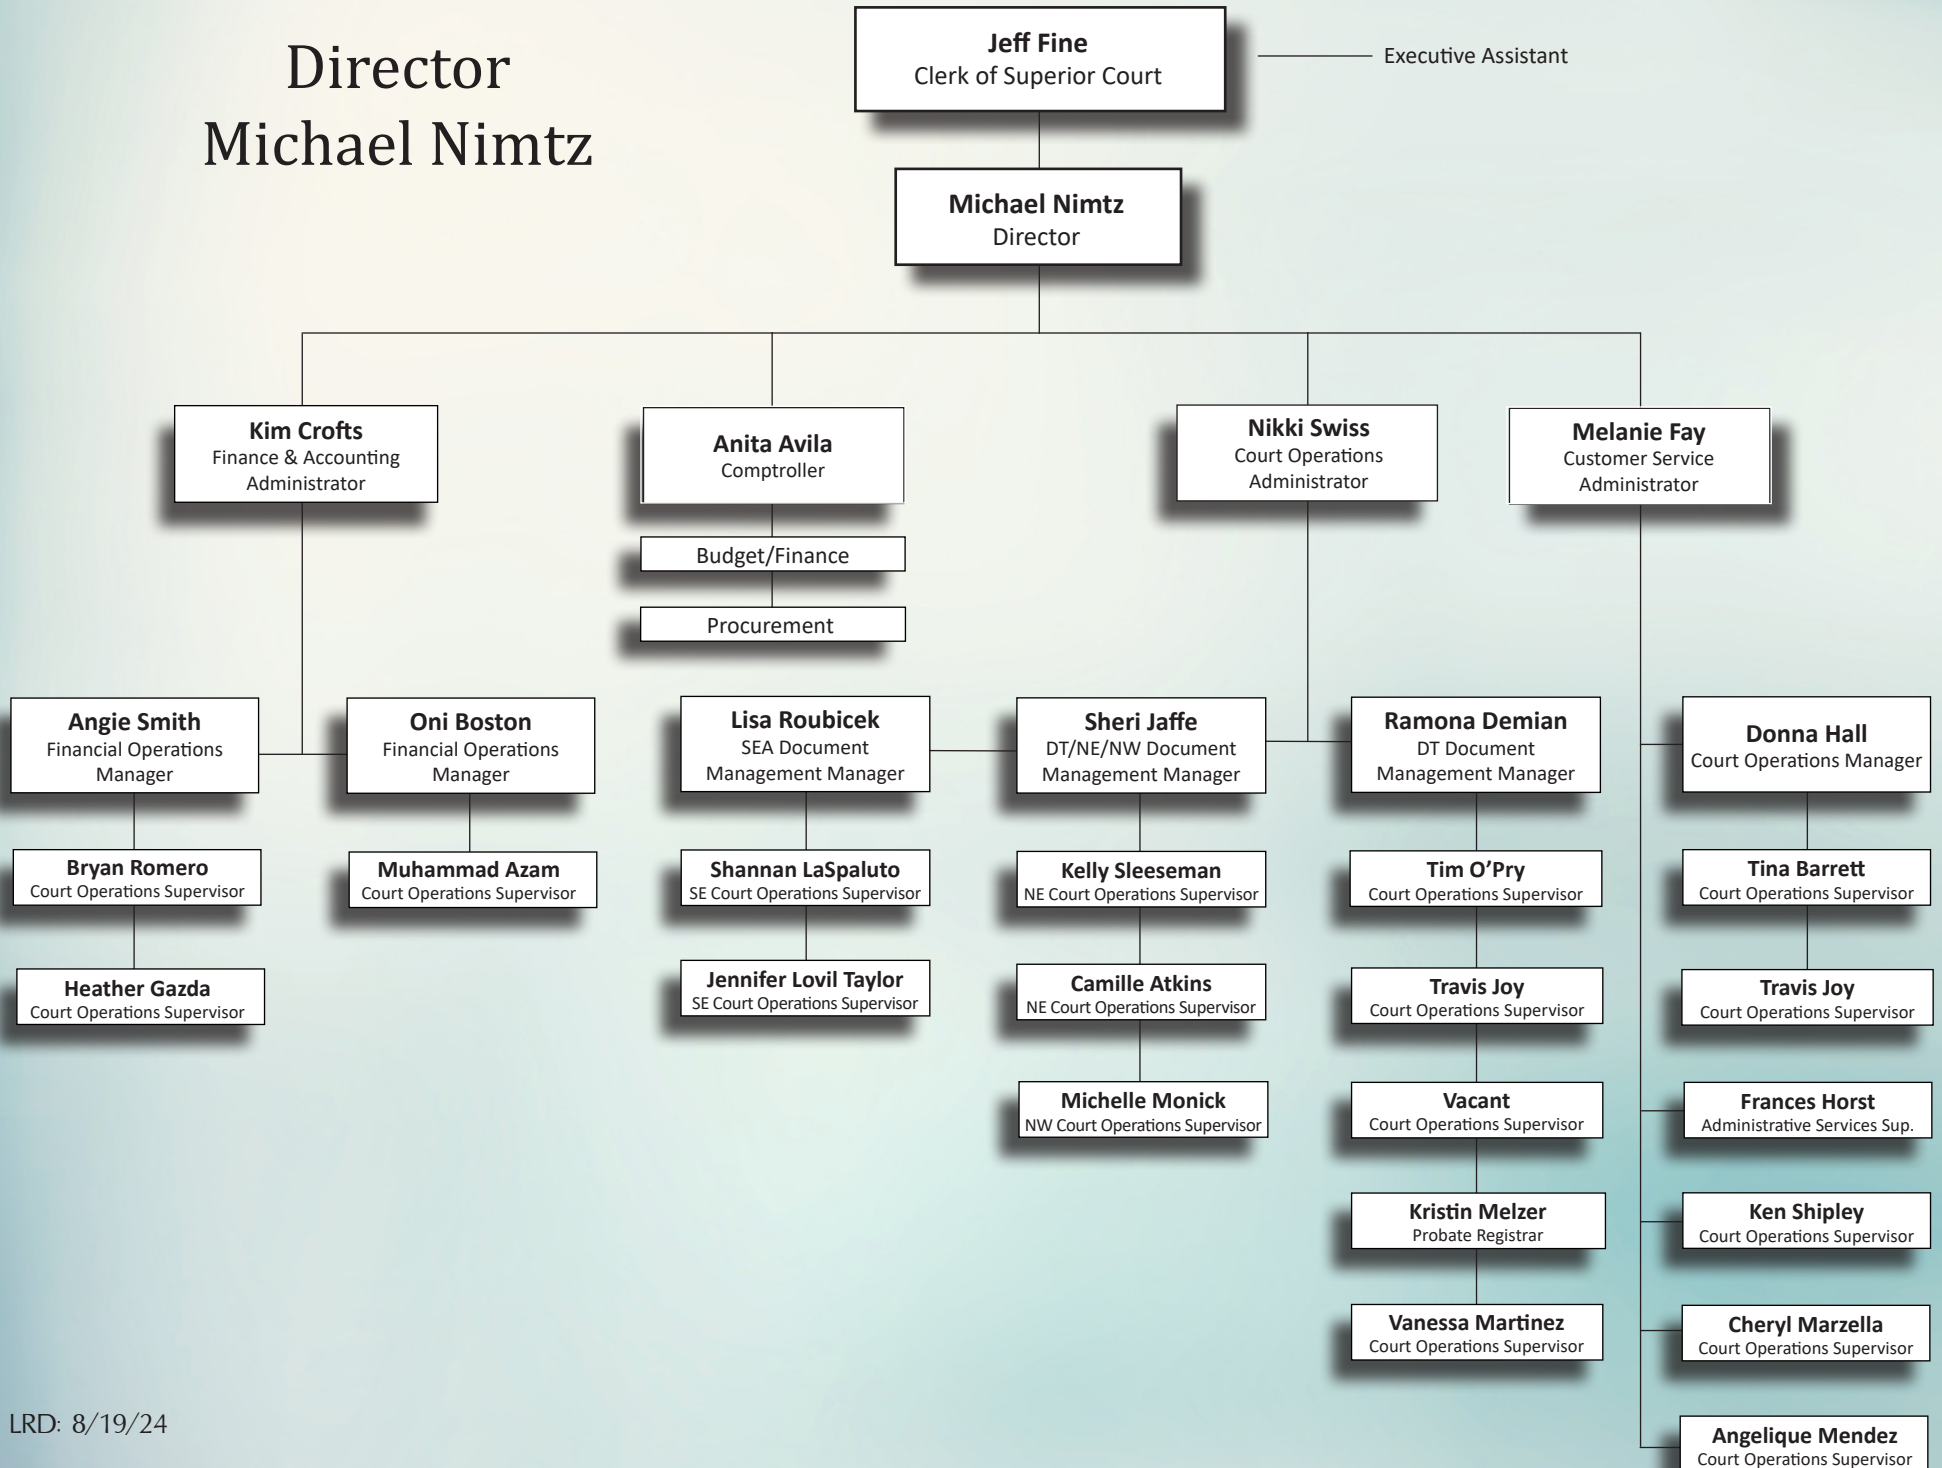 Director
Michael Nimtz
Jeff Fine
Clerk of Superior Court
Executive Assistant
Michael Nimtz
Director
Kim Crofts
Finance & Accounting
Administrator
Anita Avila
Comptroller
Budget/Finance
Procurement
Nikki Swiss
Court Operations
Administrator
Melanie Fay
Customer Service
Administrator
Angie Smith
Financial Operations
Manager
Bryan Romero
Court Operations Supervisor
Heather Gazda
Court Operations Supervisor
Oni Boston
Financial Operations
Manager
Muhammad Azam
Court Operations Supervisor
Lisa Roubicek
SEA Document
Management Manager
Shannan LaSpaluto
SE Court Operations Supervisor
Jennifer Lovil Taylor
SE Court Operations Supervisor
Sheri Jaffe
DT/NE/NW Document
Management Manager
Kelly Sleeseman
NE Court Operations Supervisor
Camille Atkins
NE Court Operations Supervisor
Michelle Monick
NW Court Operations Supervisor
Ramona Demian
DT Document
Management Manager
Tim O'Pry
Court Operations Supervisor
Travis Joy
Court Operations Supervisor
Vacant
Court Operations Supervisor
Kristin Melzer
Probate Registrar
Vanessa Martinez
Court Operations Supervisor
Donna Hall
Court Operations Manager
Tina Barrett
Court Operations Supervisor
Travis Joy
Court Operations Supervisor
Frances Horst
Administrative Services Sup.
Ken Shipley
Court Operations Supervisor
Cheryl Marzella
Court Operations Supervisor
Angelique Mendez
Court Operations Supervisor
LRD: 8/19/24